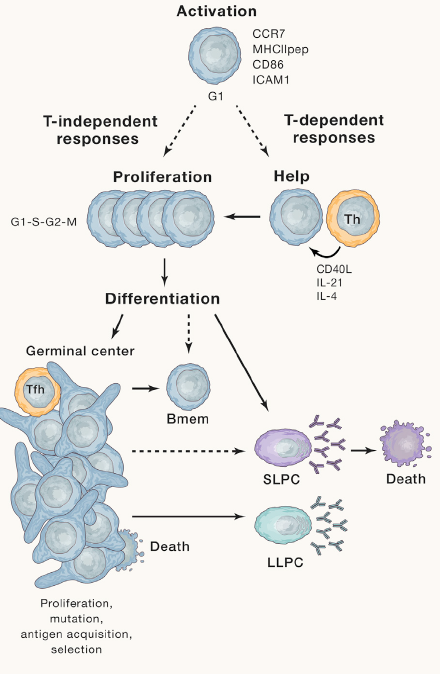 Activation
CCR7
MHCIIpep
CD86
ICAM1
G1
T-independent
responses
T-dependent
responses
Proliferation
Help
G1-S-G2-M
Th
CD40L
IL-21
IL-4
Differentiation
Germinal center
Tfh
Bmem
SLPC
Death
Death
LLPC
Proliferation,
mutation,
antigen acquisition,
selection